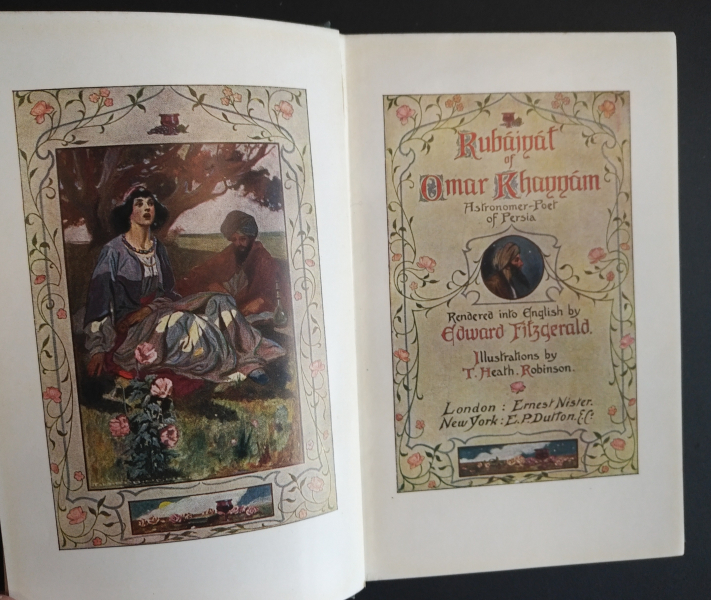 Rubáiyát
of
Omar Khayyám
Astronomer-Poet
of Persia
Rendered into English by
Edward Fitzgerald.
Illustrations by
T. Heath. Robinson.
London : Ernest Nister.
New York : E. P. Dutton. & Co.